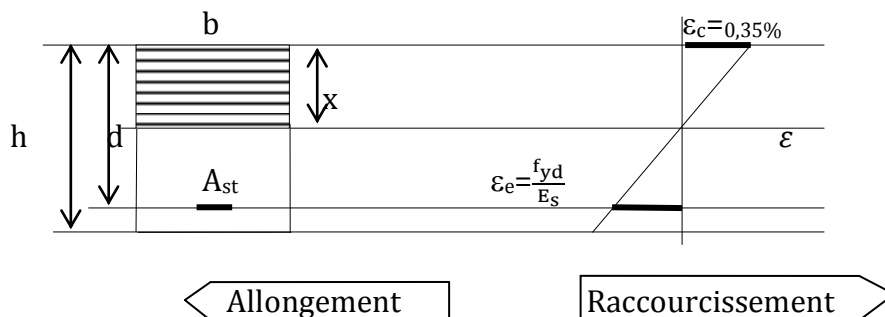 b
εc=0,35%
x
h
d
ε
Ast
εe=fyd/Es
Allongement
Raccourcissement